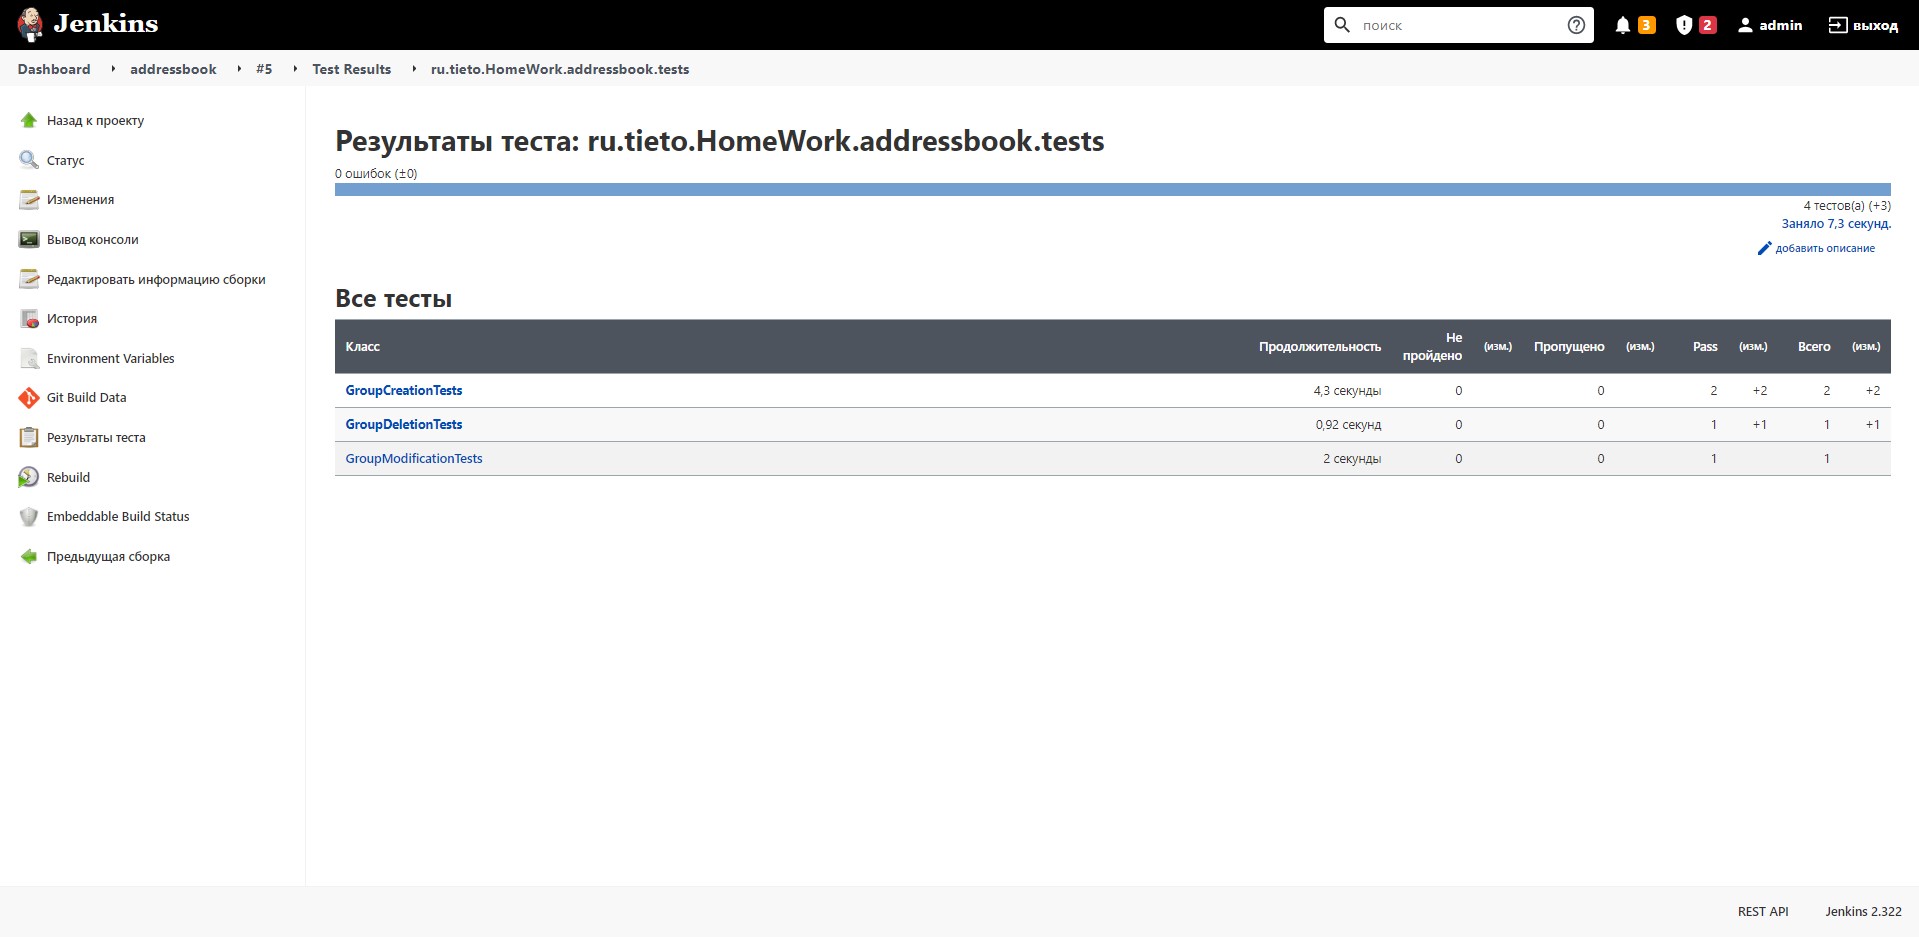 Jenkins
поиск
3
2
admin
выход
Dashboard
addressbook
#5
Test Results
ru.tieto.HomeWork.addressbook.tests
Назад к проекту
Статус
Изменения
Вывод консоли
Редактировать информацию сборки
История
Environment Variables
Git Build Data
Результаты теста
Rebuild
Embeddable Build Status
Предыдущая сборка
Результаты теста: ru.tieto.HomeWork.addressbook.tests
0 ошибок (±0)
4 тестов(а) (+3)
Заняло 7,3 секунд.
добавить описание
Все тесты
Класс Продолжительность Не пройдено (изм.) Пропущено (изм.) Pass (изм.) Всего (изм.)
GroupCreationTests 4,3 секунды 0 0 2 +2 2 +2
GroupDeletionTests 0,92 секунд 0 0 1 +1 1 +1
GroupModificationTests 2 секунды 0 0 1 1
REST API
Jenkins 2.322